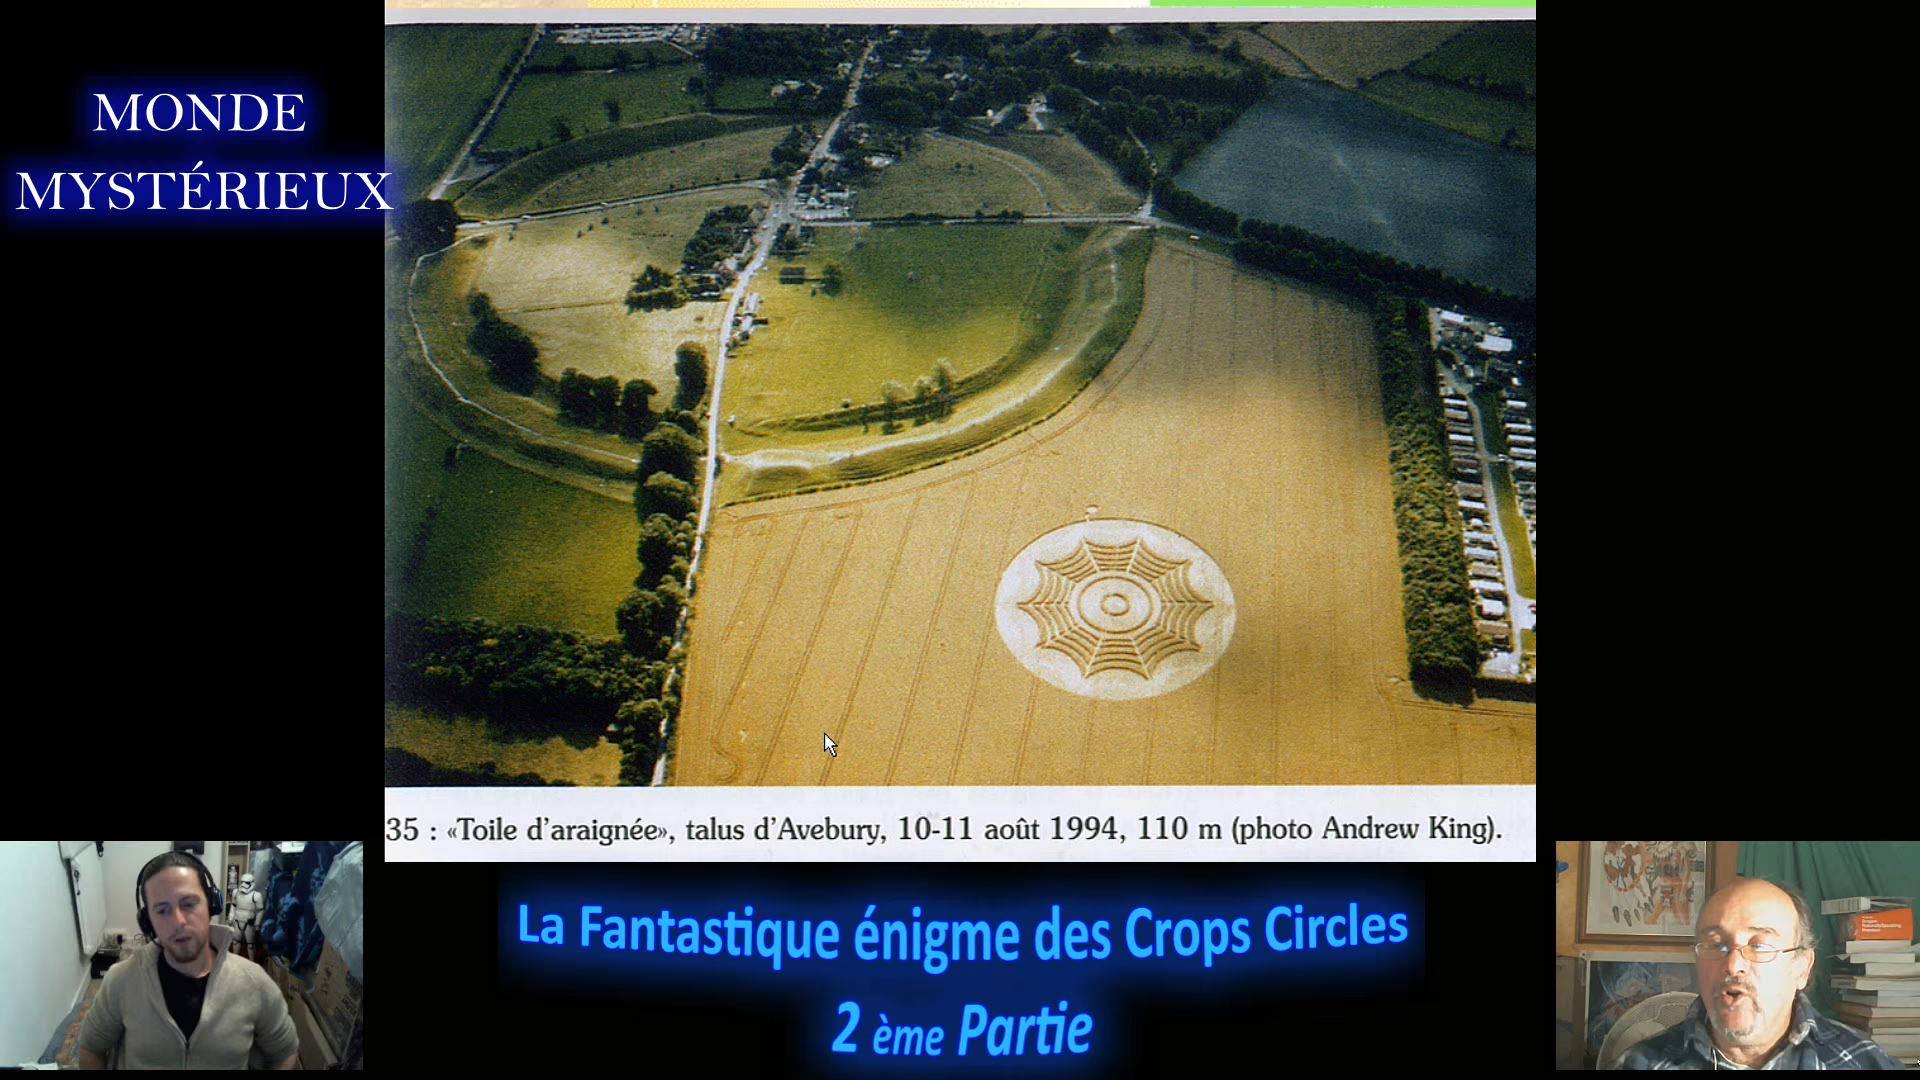 MONDE
MYSTÉRIEUX
35 : «Toile d'araignée», talus d'Avebury, 10-11 août 1994, 110 m (photo Andrew King).
La Fantastique énigme des Crops Circles
2 ème Partie